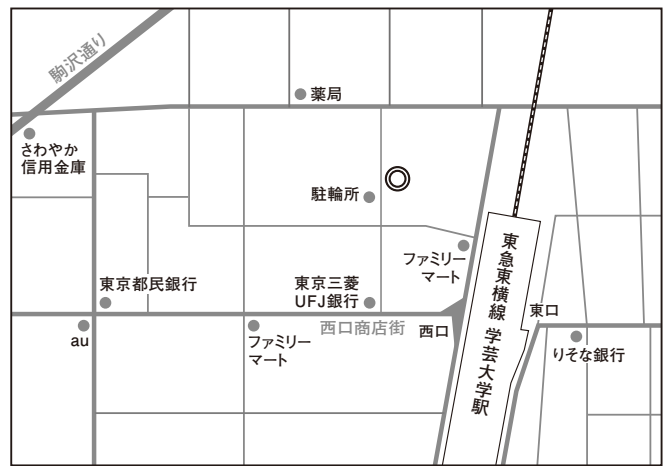 駒沢通り
薬局
さわやか
信用金庫
駐輪所
ファミリー
マート
東京都民銀行
東京三菱
UFJ銀行
西口商店街
西口
au
ファミリー
マート
東急東横線 学芸大学駅
東口
りそな銀行